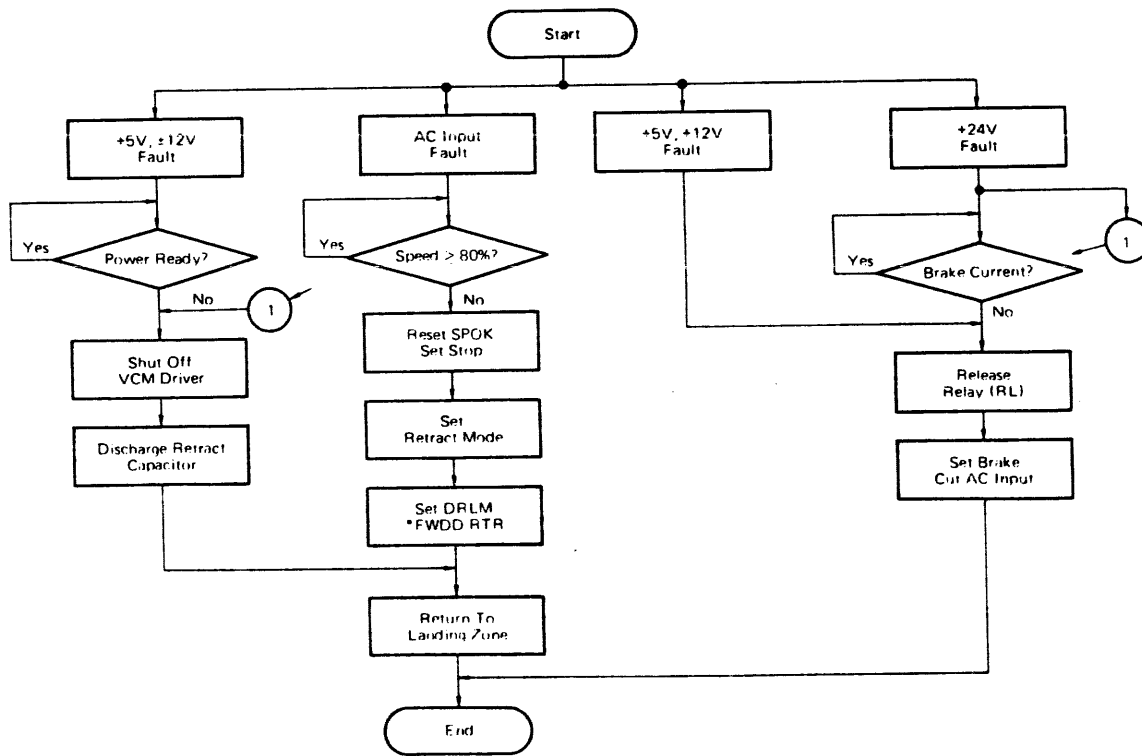 Start
+5V, ±12V
Fault
AC Input
Fault
+5V, +12V
Fault
+24V
Fault
Yes
Power Ready?
No
1
Shut Off
VCM Driver
Discharge Retract
Capacitor
Yes
Speed ≥ 80%?
No
Reset SPOK
Set Stop
Set
Retract Mode
Set DRLM
*FWDD RTR
Return To
Landing Zone
Yes
Brake Current?
1
No
Release
Relay (RL)
Set Brake
Cut AC Input
End